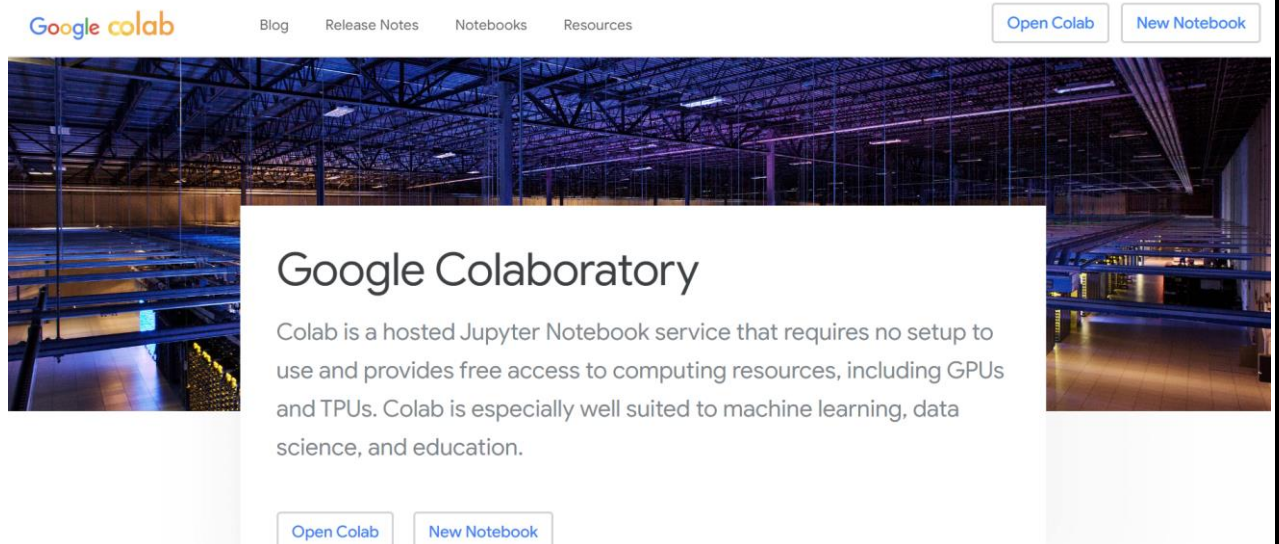 Google colab
Blog
Release Notes
Notebooks
Resources
Open Colab
New Notebook
Google Colaboratory
Colab is a hosted Jupyter Notebook service that requires no setup to
use and provides free access to computing resources, including GPUs
and TPUs. Colab is especially well suited to machine learning, data
science, and education.
Open Colab
New Notebook